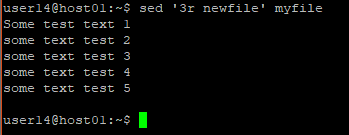 user14@host01:~$ sed '3r newfile' myfile
Some test text 1
some text test 2
some text test 3
some text test 4
some text test 5

user14@host01:~$